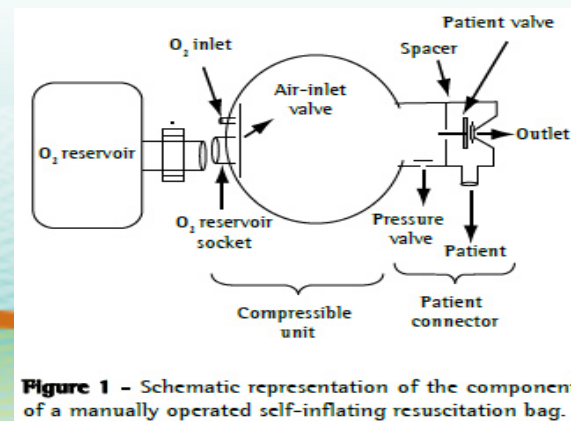 Patient valve
O2 inlet
Spacer
Air-inlet
valve
Outlet
O2 reservoir
O2 reservoir
socket
Pressure
valve
Patient
Compressible
unit
Patient
connector
Figure 1 – Schematic representation of the component
of a manually operated self-inflating resuscitation bag.